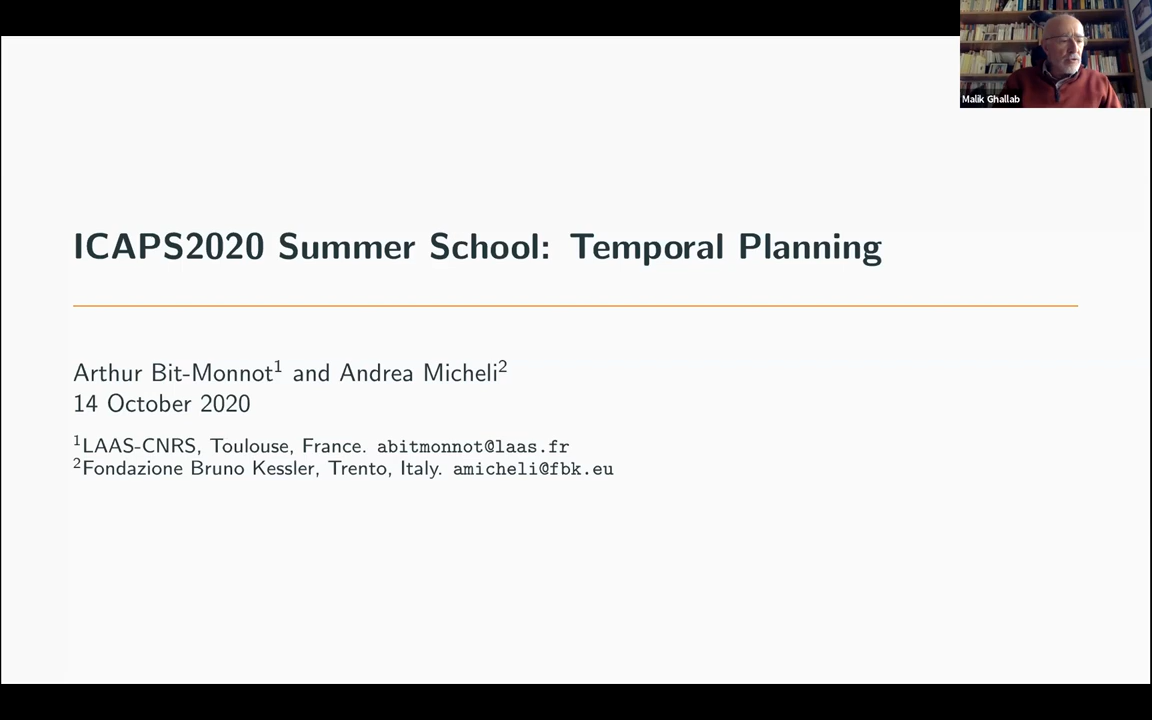 Malik Ghallab
ICAPS2020 Summer School: Temporal Planning
Arthur Bit-Monnot¹ and Andrea Micheli²
14 October 2020
¹LAAS-CNRS, Toulouse, France. abitmonnot@laas.fr
²Fondazione Bruno Kessler, Trento, Italy. amicheli@fbk.eu